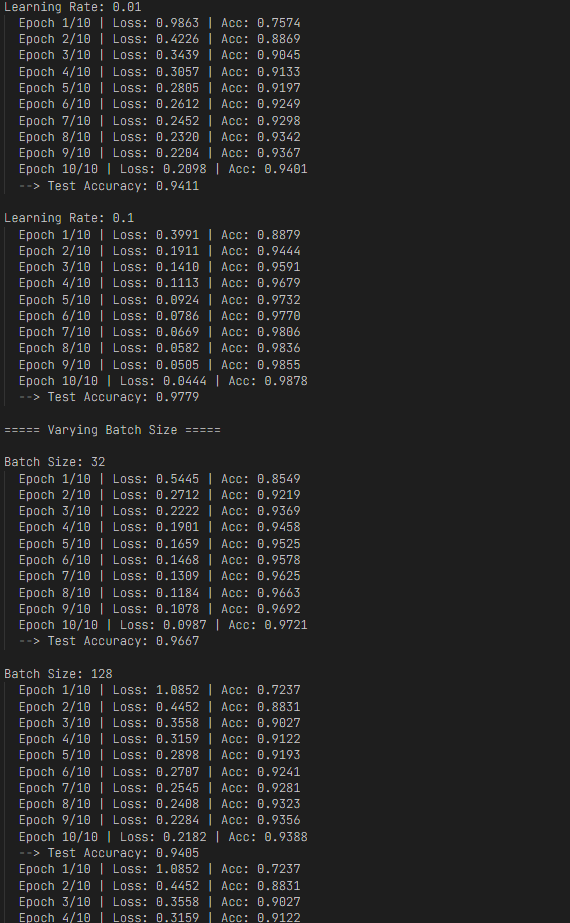 Learning Rate: 0.01
Epoch 1/10 | Loss: 0.9863 | Acc: 0.7574
Epoch 2/10 | Loss: 0.4226 | Acc: 0.8869
Epoch 3/10 | Loss: 0.3439 | Acc: 0.9045
Epoch 4/10 | Loss: 0.3057 | Acc: 0.9133
Epoch 5/10 | Loss: 0.2805 | Acc: 0.9197
Epoch 6/10 | Loss: 0.2612 | Acc: 0.9249
Epoch 7/10 | Loss: 0.2452 | Acc: 0.9298
Epoch 8/10 | Loss: 0.2320 | Acc: 0.9342
Epoch 9/10 | Loss: 0.2204 | Acc: 0.9367
Epoch 10/10 | Loss: 0.2098 | Acc: 0.9401
--> Test Accuracy: 0.9411
Learning Rate: 0.1
Epoch 1/10 | Loss: 0.3991 | Acc: 0.8879
Epoch 2/10 | Loss: 0.1911 | Acc: 0.9444
Epoch 3/10 | Loss: 0.1410 | Acc: 0.9591
Epoch 4/10 | Loss: 0.1113 | Acc: 0.9679
Epoch 5/10 | Loss: 0.0924 | Acc: 0.9732
Epoch 6/10 | Loss: 0.0786 | Acc: 0.9770
Epoch 7/10 | Loss: 0.0669 | Acc: 0.9806
Epoch 8/10 | Loss: 0.0582 | Acc: 0.9836
Epoch 9/10 | Loss: 0.0505 | Acc: 0.9855
Epoch 10/10 | Loss: 0.0444 | Acc: 0.9878
--> Test Accuracy: 0.9779
===== Varying Batch Size =====
Batch Size: 32
Epoch 1/10 | Loss: 0.5445 | Acc: 0.8549
Epoch 2/10 | Loss: 0.2712 | Acc: 0.9219
Epoch 3/10 | Loss: 0.2222 | Acc: 0.9369
Epoch 4/10 | Loss: 0.1901 | Acc: 0.9458
Epoch 5/10 | Loss: 0.1659 | Acc: 0.9525
Epoch 6/10 | Loss: 0.1468 | Acc: 0.9578
Epoch 7/10 | Loss: 0.1309 | Acc: 0.9625
Epoch 8/10 | Loss: 0.1184 | Acc: 0.9663
Epoch 9/10 | Loss: 0.1078 | Acc: 0.9692
Epoch 10/10 | Loss: 0.0987 | Acc: 0.9721
--> Test Accuracy: 0.9667
Batch Size: 128
Epoch 1/10 | Loss: 1.0852 | Acc: 0.7237
Epoch 2/10 | Loss: 0.4452 | Acc: 0.8831
Epoch 3/10 | Loss: 0.3558 | Acc: 0.9027
Epoch 4/10 | Loss: 0.3159 | Acc: 0.9122
Epoch 5/10 | Loss: 0.2898 | Acc: 0.9193
Epoch 6/10 | Loss: 0.2707 | Acc: 0.9241
Epoch 7/10 | Loss: 0.2545 | Acc: 0.9281
Epoch 8/10 | Loss: 0.2408 | Acc: 0.9323
Epoch 9/10 | Loss: 0.2284 | Acc: 0.9356
Epoch 10/10 | Loss: 0.2182 | Acc: 0.9388
--> Test Accuracy: 0.9405
Epoch 1/10 | Loss: 1.0852 | Acc: 0.7237
Epoch 2/10 | Loss: 0.4452 | Acc: 0.8831
Epoch 3/10 | Loss: 0.3558 | Acc: 0.9027
Epoch 4/10 | Loss: 0.3159 | Acc: 0.9122